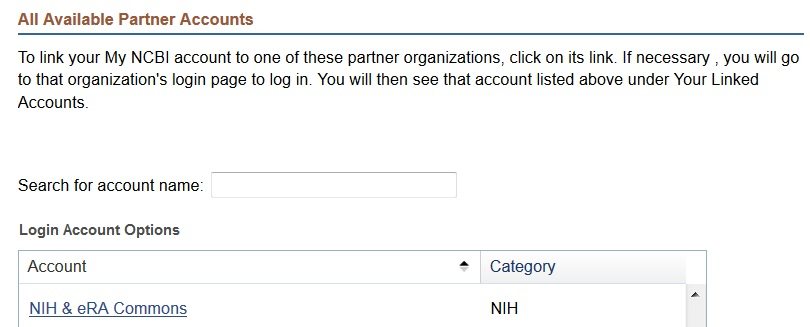 All Available Partner Accounts
To link your My NCBI account to one of these partner organizations, click on its link. If necessary , you will go
to that organization's login page to log in. You will then see that account listed above under Your Linked
Accounts.
Search for account name:
Login Account Options
Account Category
NIH & eRA Commons NIH